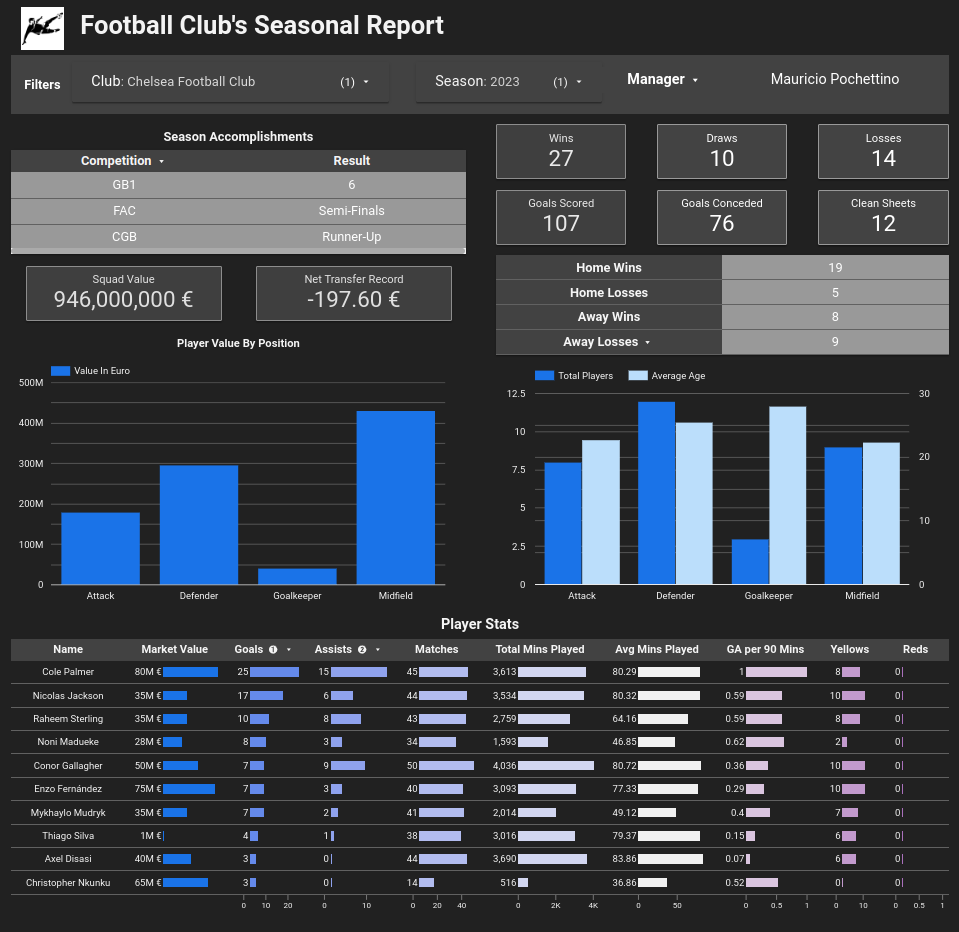 Football Club's Seasonal Report
Filters
Club: Chelsea Football Club (1)
Season: 2023 (1)
Manager
Mauricio Pochettino
Season Accomplishments
Competition Result
GB1 6
FAC Semi-Finals
CGB Runner-Up
Squad Value
946,000,000 €
Net Transfer Record
-197.60 €
Wins
27
Draws
10
Losses
14
Goals Scored
107
Goals Conceded
76
Clean Sheets
12
Home Wins 19
Home Losses 5
Away Wins 8
Away Losses 9
Player Value By Position
Value In Euro
500M
400M
300M
200M
100M
0
Attack Defender Goalkeeper Midfield
Total Players Average Age
12.5 30
10
7.5 20
5
10
2.5
0 0
Attack Defender Goalkeeper Midfield
Player Stats
Name Market Value Goals 1 Assists 2 Matches Total Mins Played Avg Mins Played GA per 90 Mins Yellows Reds
Cole Palmer 80M € 25 15 45 3,613 80.29 1 8 0
Nicolas Jackson 35M € 17 6 44 3,534 80.32 0.59 10 0
Raheem Sterling 35M € 10 8 43 2,759 64.16 0.59 8 0
Noni Madueke 28M € 8 3 34 1,593 46.85 0.62 2 0
Conor Gallagher 50M € 7 9 50 4,036 80.72 0.36 10 0
Enzo Fernández 75M € 7 3 40 3,093 77.33 0.29 10 0
Mykhaylo Mudryk 35M € 7 2 41 2,014 49.12 0.4 7 0
Thiago Silva 1M € 4 1 38 3,016 79.37 0.15 6 0
Axel Disasi 40M € 3 0 44 3,690 83.86 0.07 6 0
Christopher Nkunku 65M € 3 0 14 516 36.86 0.52 0 0
0 10 20 0 10 0 20 40 0 2K 4K 0 50 0 0.5 1 0 10 0 0.5 1